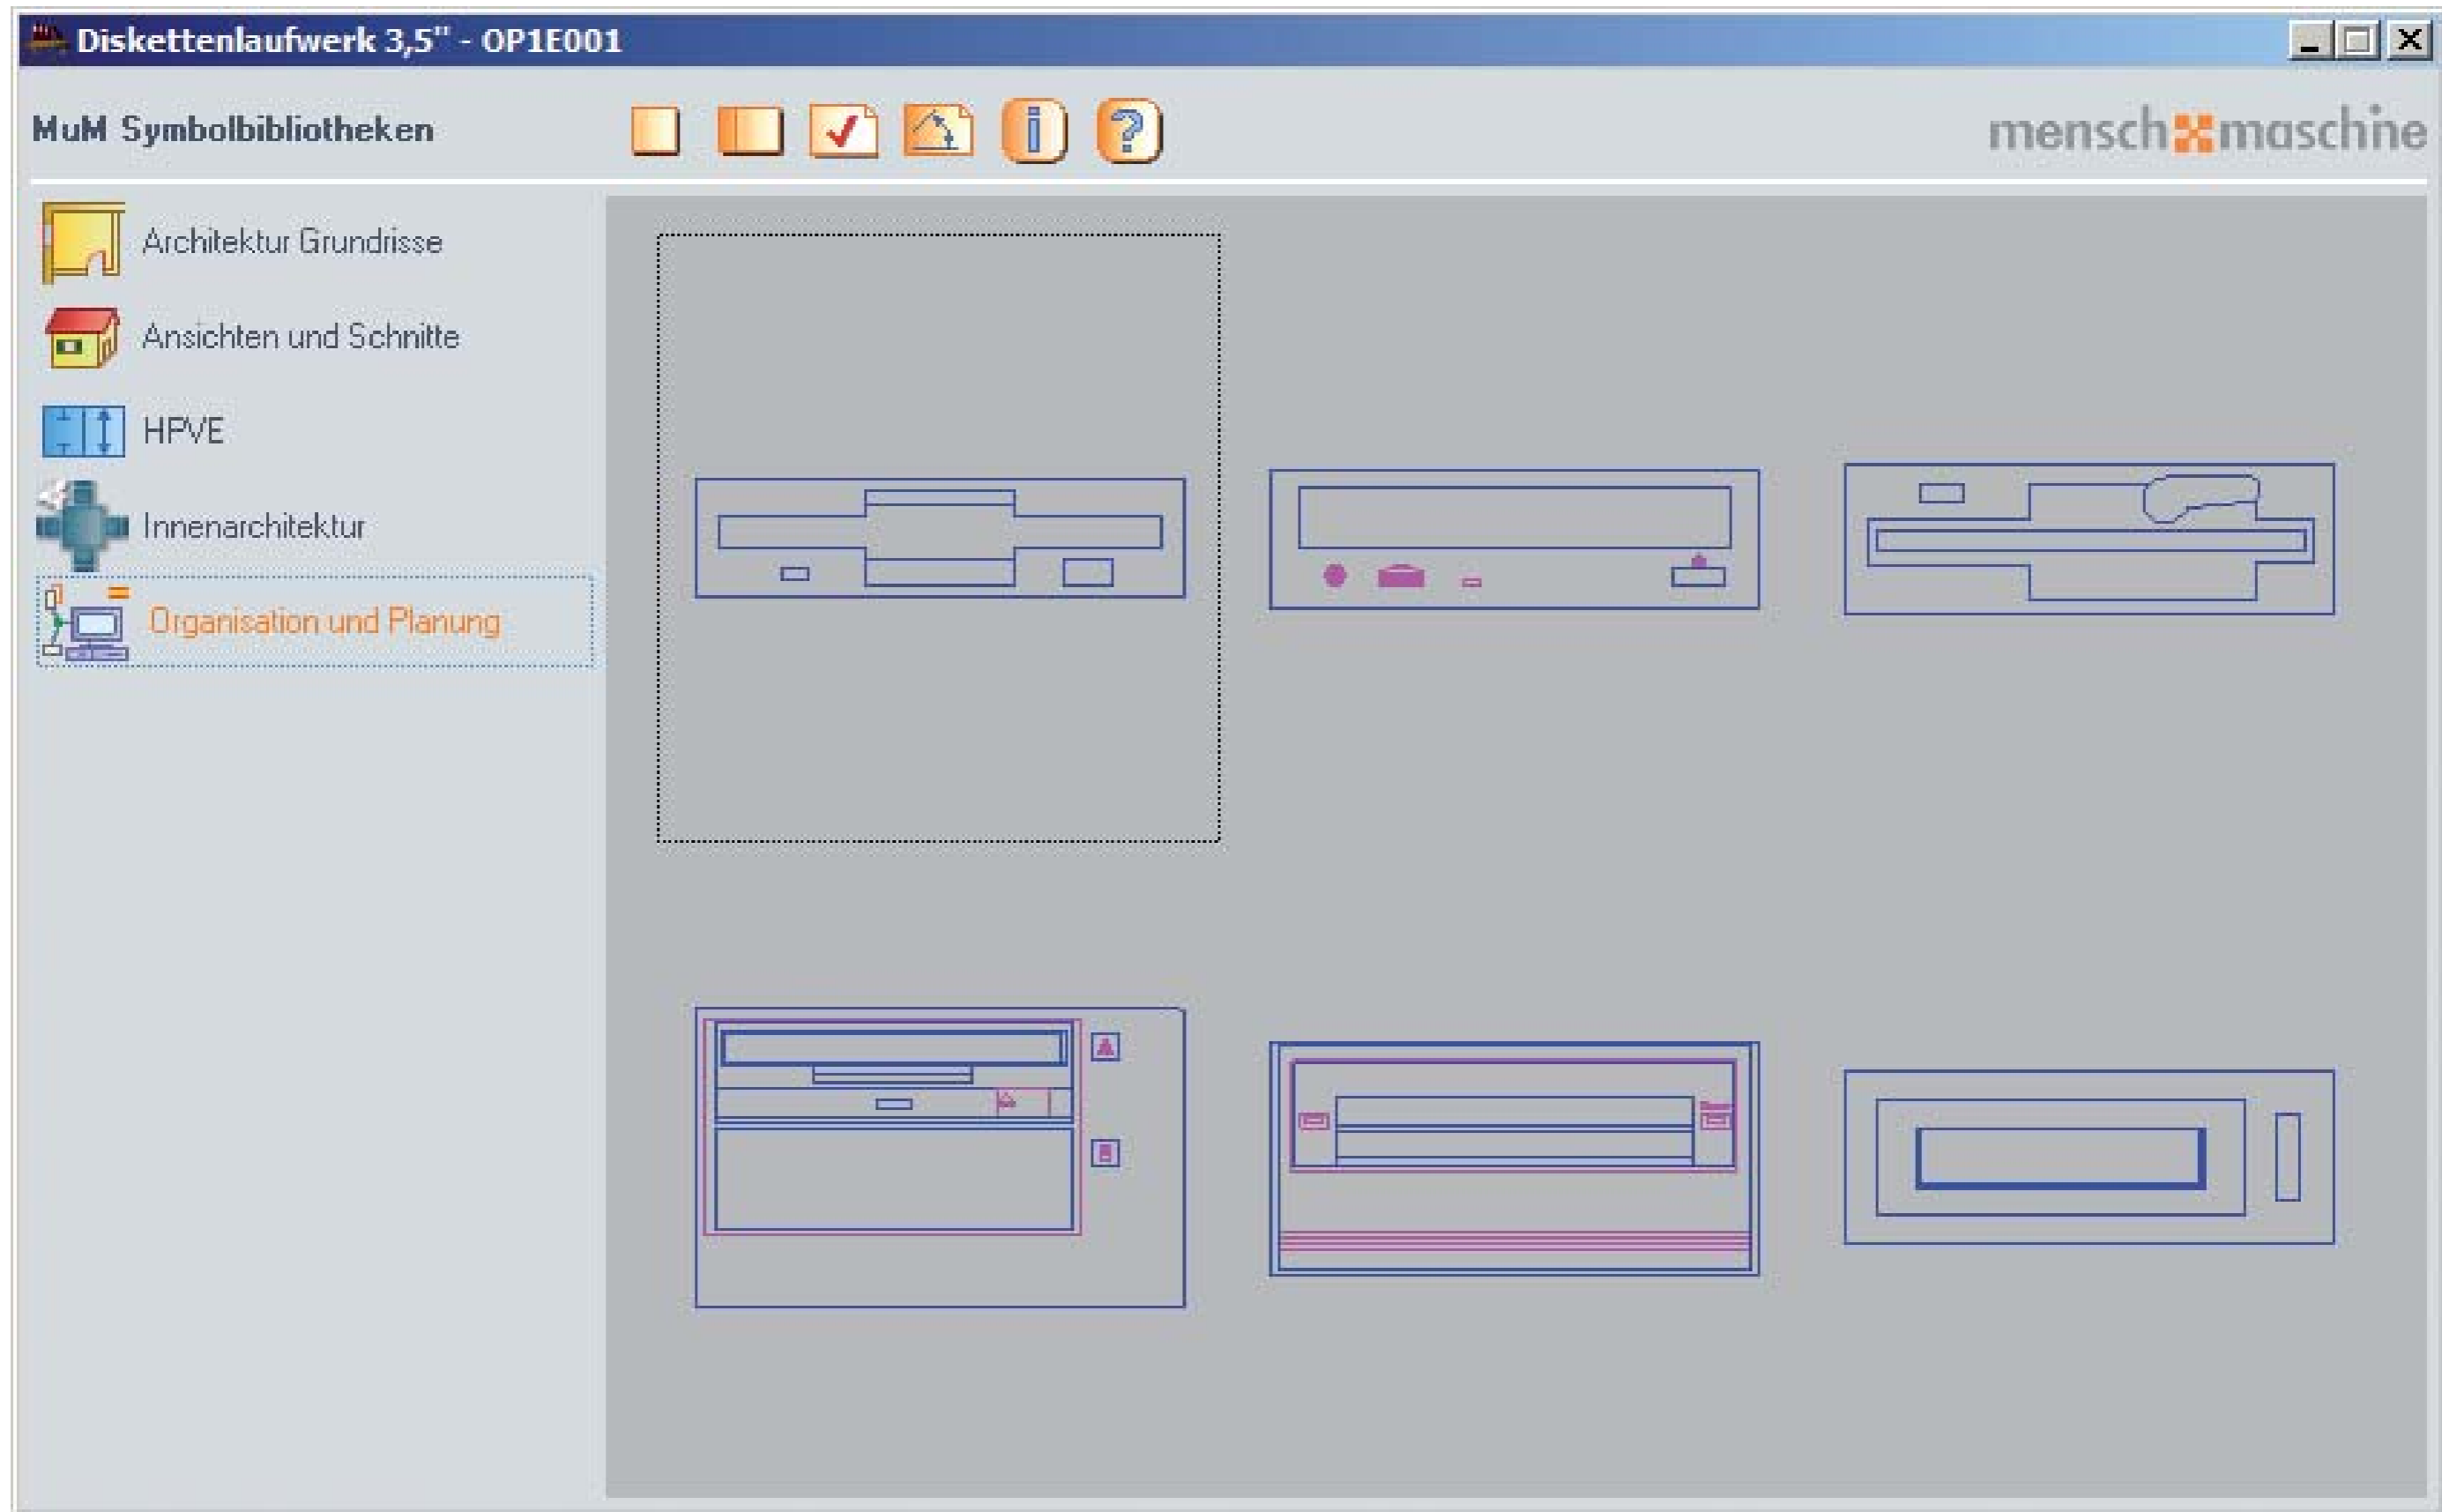 Diskettenlaufwerk 3,5" - OP1E001
MuM Symbolbibliotheken
mensch maschine
Architektur Grundrisse
Ansichten und Schnitte
HPVE
Innenarchitektur
Organisation und Planung